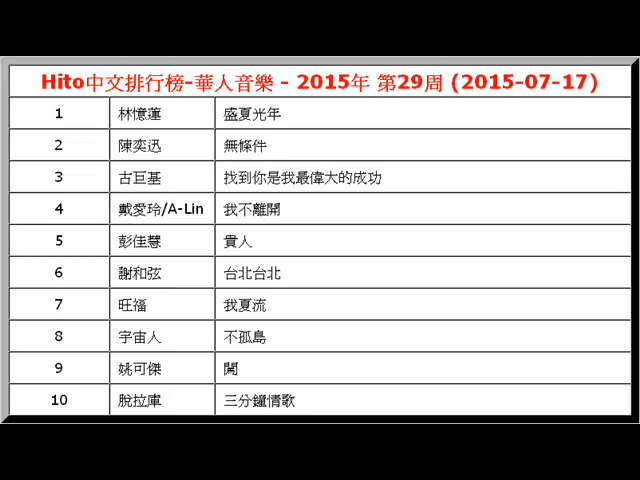 Hito中文排行榜-華人音樂 - 2015年 第29周 (2015-07-17)
1 林憶蓮 盛夏光年
2 陳奕迅 無條件
3 古巨基 找到你是我最偉大的成功
4 戴愛玲/A-Lin 我不離開
5 彭佳慧 貴人
6 謝和弦 台北台北
7 旺福 我夏流
8 宇宙人 不孤島
9 姚可傑 闖
10 脫拉庫 三分鐘情歌